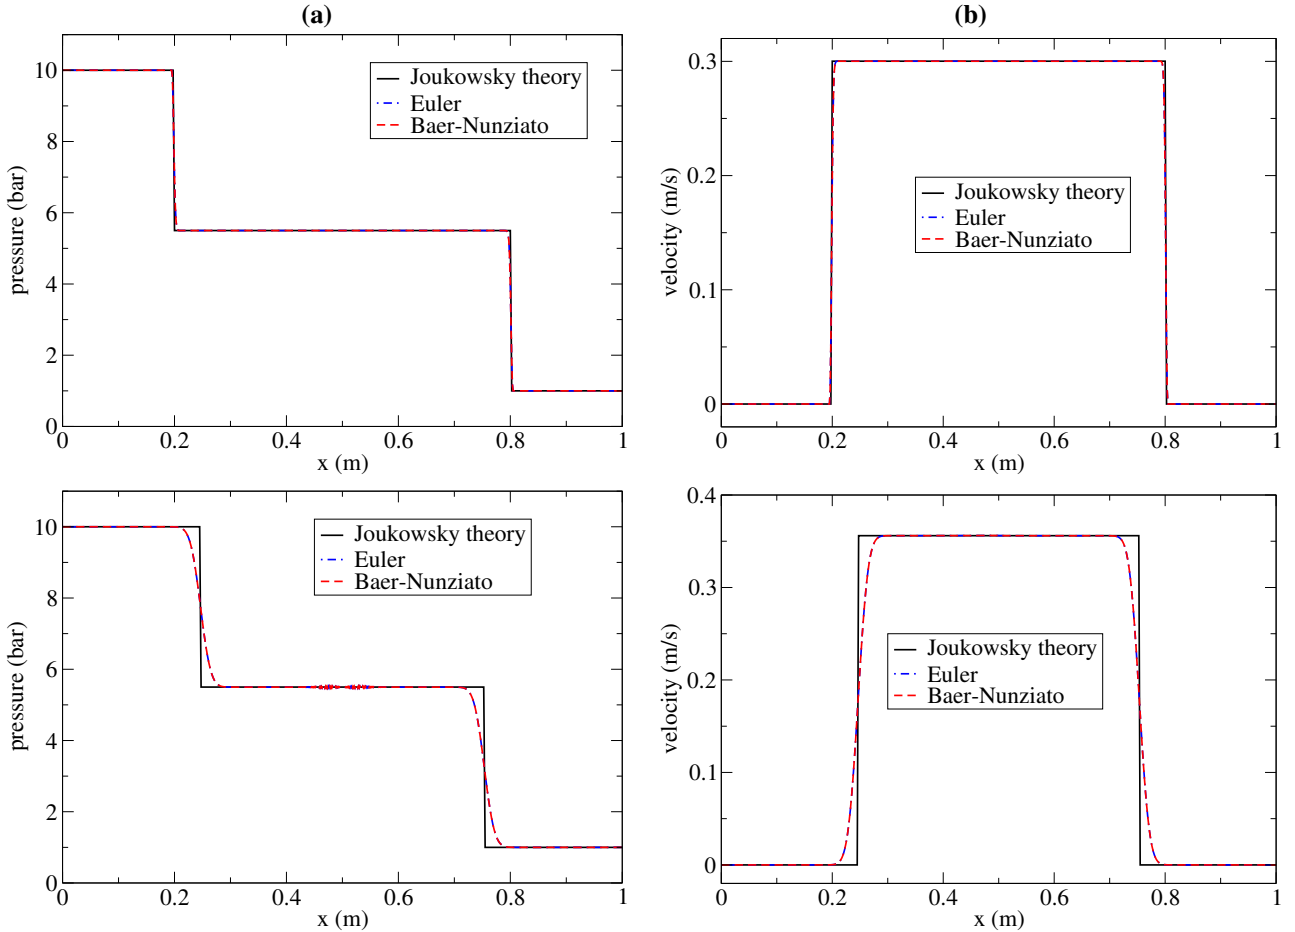 (a)
pressure (bar)
10
8
6
4
2
0
0 0.2 0.4 0.6 0.8 1
x (m)
Joukowsky theory
Euler
Baer-Nunziato
(b)
velocity (m/s)
0.3
0.2
0.1
0
0 0.2 0.4 0.6 0.8 1
x (m)
Joukowsky theory
Euler
Baer-Nunziato
pressure (bar)
10
8
6
4
2
0
0 0.2 0.4 0.6 0.8 1
x (m)
Joukowsky theory
Euler
Baer-Nunziato
velocity (m/s)
0.4
0.3
0.2
0.1
0
0 0.2 0.4 0.6 0.8 1
x (m)
Joukowsky theory
Euler
Baer-Nunziato